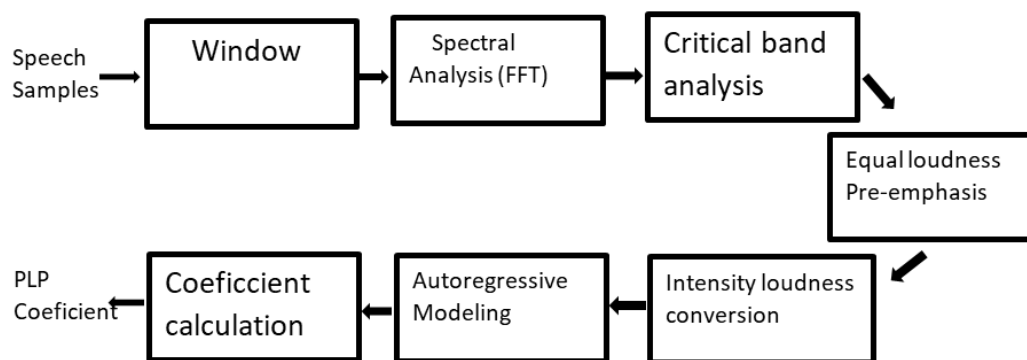 Speech
Samples
Window
Spectral
Analysis (FFT)
Critical band
analysis
Equal loudness
Pre-emphasis
Intensity loudness
conversion
Autoregressive
Modeling
Coeficcient
calculation
PLP
Coeficient